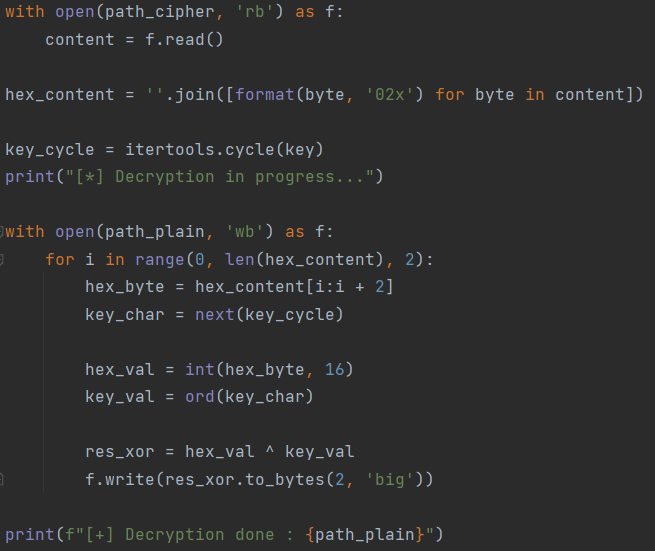 with open(path_cipher, 'rb') as f:
    content = f.read()

hex_content = ''.join([format(byte, '02x') for byte in content])

key_cycle = itertools.cycle(key)
print("[*] Decryption in progress...")

with open(path_plain, 'wb') as f:
    for i in range(0, len(hex_content), 2):
        hex_byte = hex_content[i:i + 2]
        key_char = next(key_cycle)

        hex_val = int(hex_byte, 16)
        key_val = ord(key_char)

        res_xor = hex_val ^ key_val
        f.write(res_xor.to_bytes(2, 'big'))

print(f"[+] Decryption done : {path_plain}")